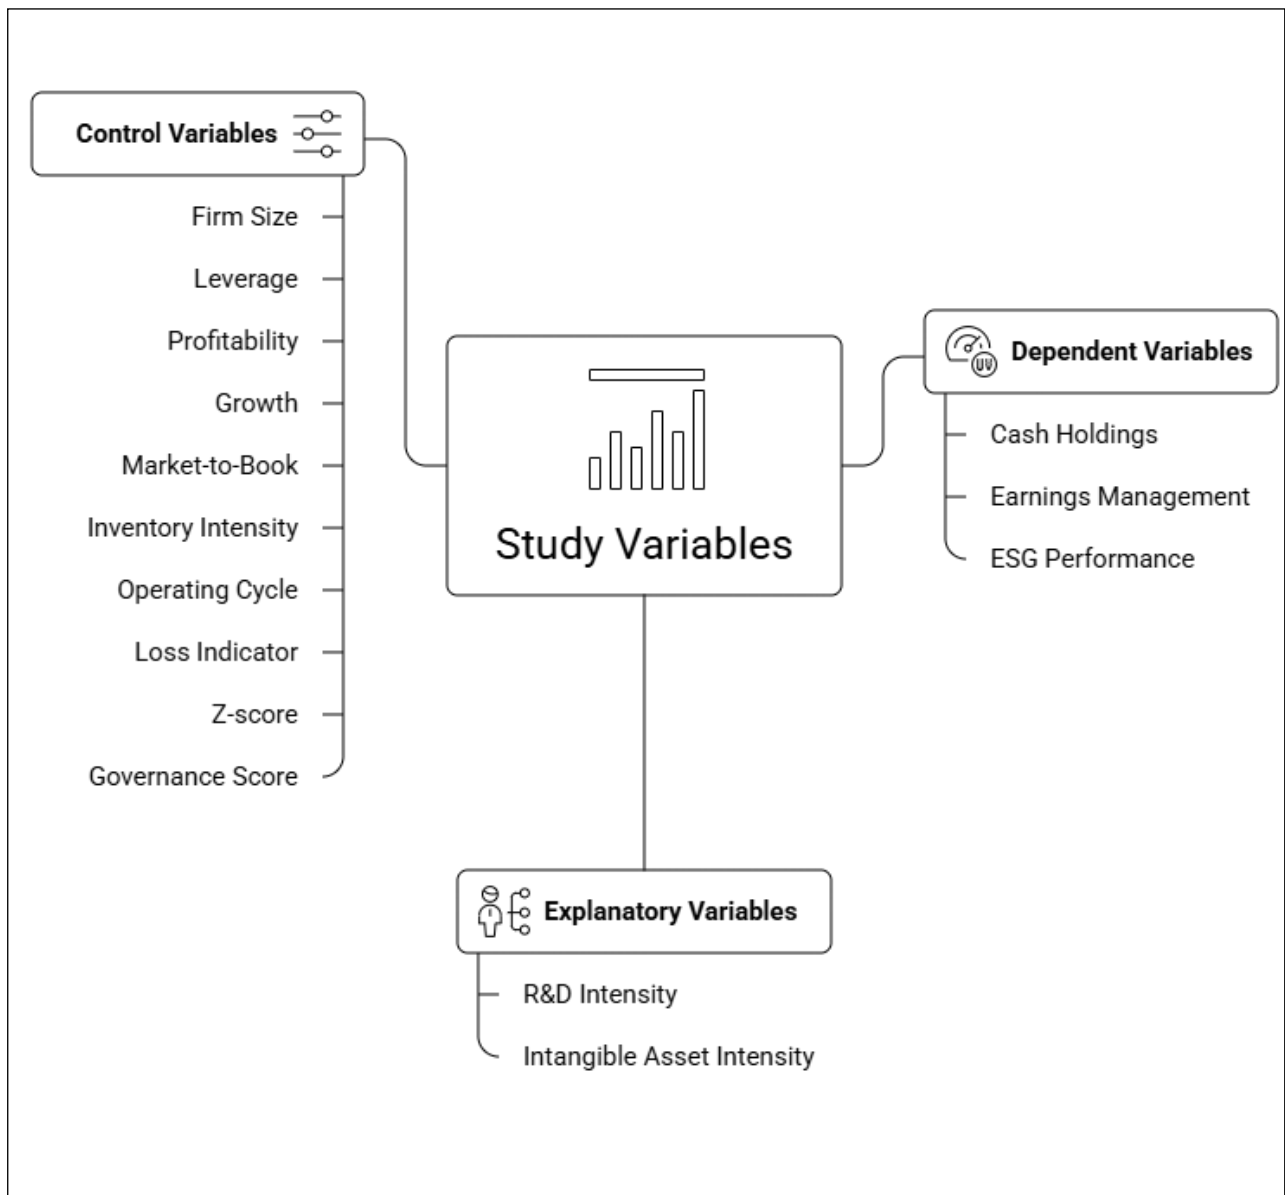 Control Variables
Firm Size
Leverage
Profitability
Growth
Market-to-Book
Inventory Intensity
Operating Cycle
Loss Indicator
Z-score
Governance Score
Study Variables
UV
Dependent Variables
Cash Holdings
Earnings Management
ESG Performance
Explanatory Variables
R&D Intensity
Intangible Asset Intensity